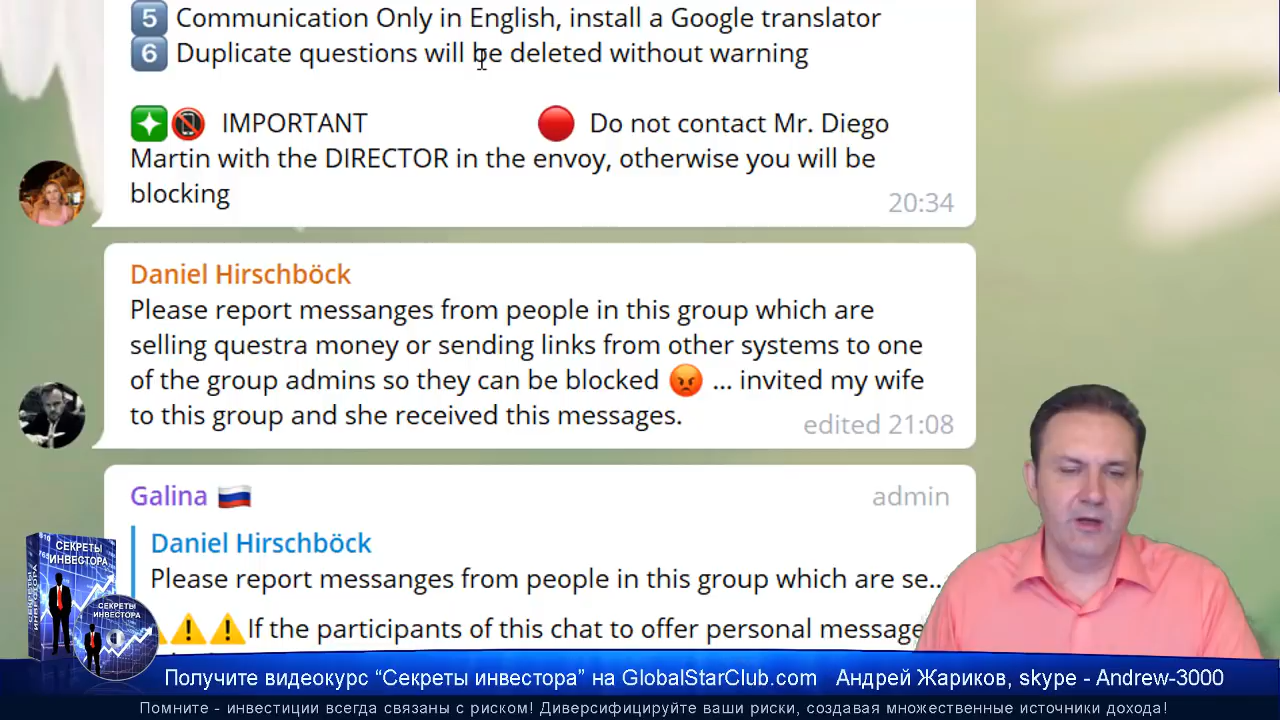 5 Communication Only in English, install a Google translator
6 Duplicate questions will be deleted without warning
IMPORTANT Do not contact Mr. Diego
Martin with the DIRECTOR in the envoy, otherwise you will be
blocking
20:34
Daniel Hirschböck
Please report messanges from people in this group which are
selling questra money or sending links from other systems to one
of the group admins so they can be blocked 😡 ... invited my wife
to this group and she received this messages.
edited 21:08
Galina 🇷🇺 admin
Daniel Hirschböck
Please report messanges from people in this group which are se..
If the participants of this chat to offer personal message
СЕКРЕТЫ
ИНВЕСТОРА
СЕКРЕТЫ
ИНВЕСТОРА
Получите видеокурс “Секреты инвестора” на GlobalStarClub.com Андрей Жариков, skype - Andrew-3000
Помните - инвестиции всегда связаны с риском! Диверсифицируйте ваши риски, создавая множественные источники дохода!